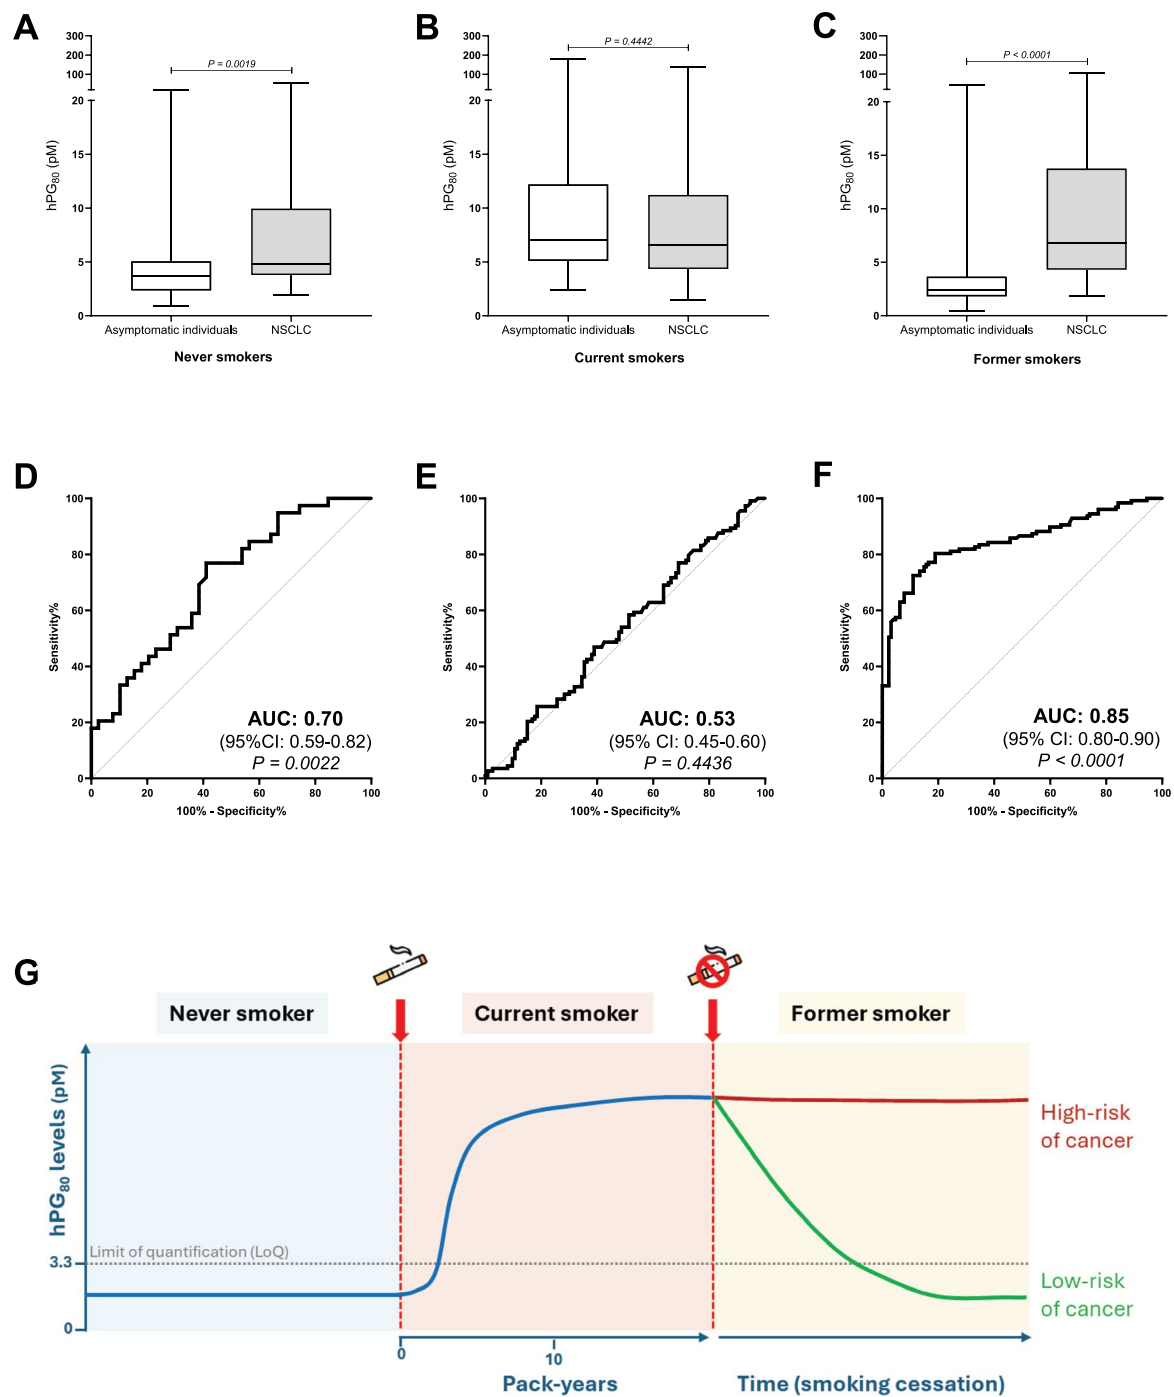 A
300
200
100
20
15
10
5
0
hPG80 (pM)
P = 0.0019
Asymptomatic individuals
NSCLC
Never smokers
B
300
200
100
20
15
10
5
0
hPG80 (pM)
P = 0.4442
Asymptomatic individuals
NSCLC
Current smokers
C
300
200
100
20
15
10
5
0
hPG80 (pM)
P < 0.0001
Asymptomatic individuals
NSCLC
Former smokers
D
100
80
60
40
20
0
Sensitivity%
AUC: 0.70
(95%CI: 0.59-0.82)
P = 0.0022
0 20 40 60 80 100
100% - Specificity%
E
100
80
60
40
20
0
Sensitivity%
AUC: 0.53
(95% CI: 0.45-0.60)
P = 0.4436
0 20 40 60 80 100
100% - Specificity%
F
100
80
60
40
20
0
Sensitivity%
AUC: 0.85
(95% CI: 0.80-0.90)
P < 0.0001
0 20 40 60 80 100
100% - Specificity%
G
Never smoker
Current smoker
Former smoker
hPG80 levels (pM)
High-risk
of cancer
Limit of quantification (LoQ)
3.3
Low-risk
of cancer
0
0
10
Pack-years
Time (smoking cessation)